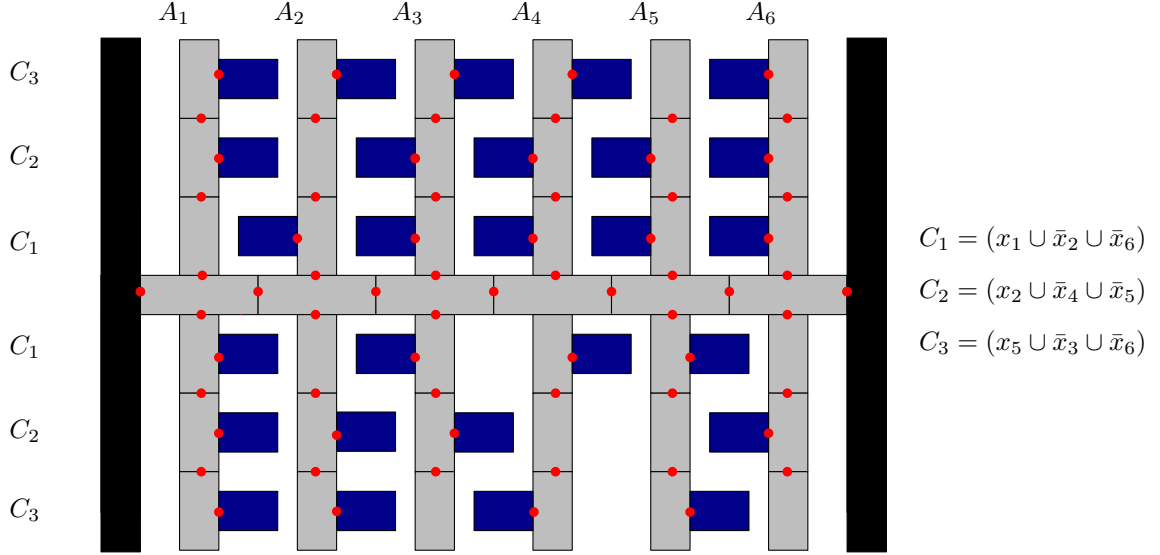 A₁ A₂ A₃ A₄ A₅ A₆
C₃
C₂
C₁
C₁ = (x₁ ∪ x̄₂ ∪ x̄₆)
C₂ = (x₂ ∪ x̄₄ ∪ x̄₅)
C₃ = (x₅ ∪ x̄₃ ∪ x̄₆)
C₁
C₂
C₃